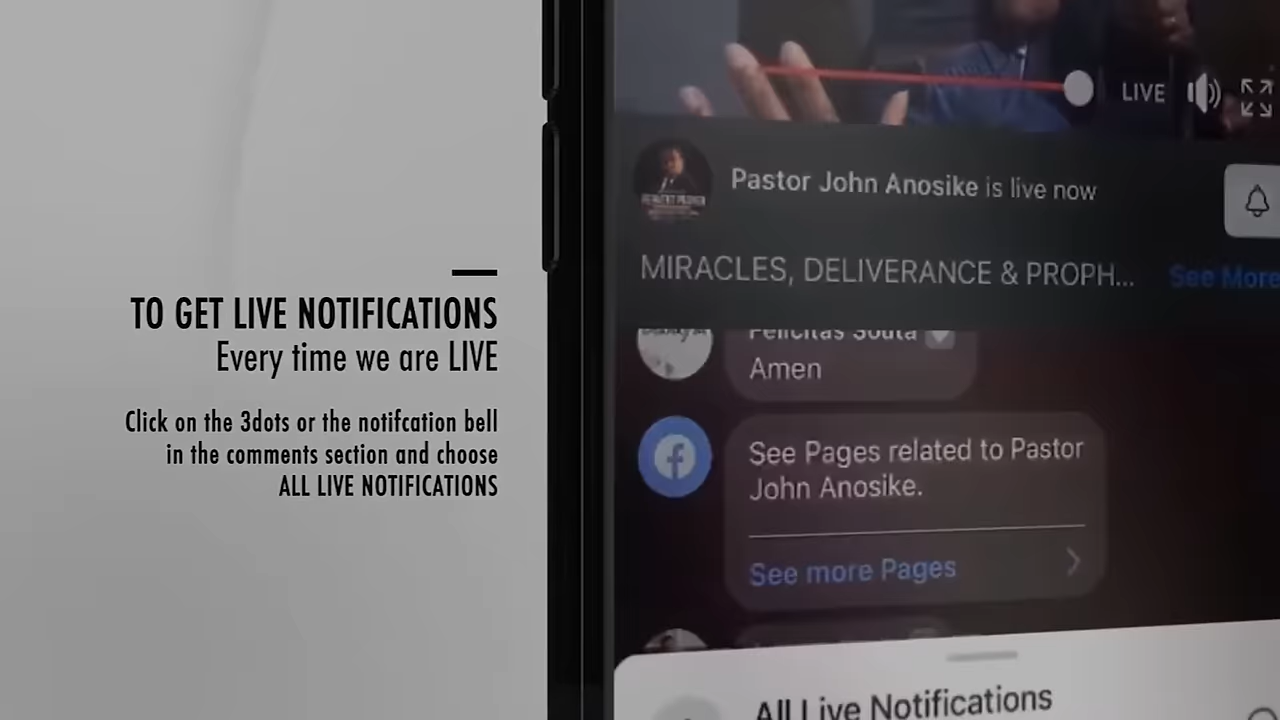 TO GET LIVE NOTIFICATIONS
Every time we are LIVE
Click on the 3dots or the notifcation bell
in the comments section and choose
ALL LIVE NOTIFICATIONS
LIVE
Pastor John Anosike is live now
MIRACLES, DELIVERANCE & PROPH... See More
Felicitas Souta
Amen
See Pages related to Pastor
John Anosike.
See more Pages
All Live Notifications